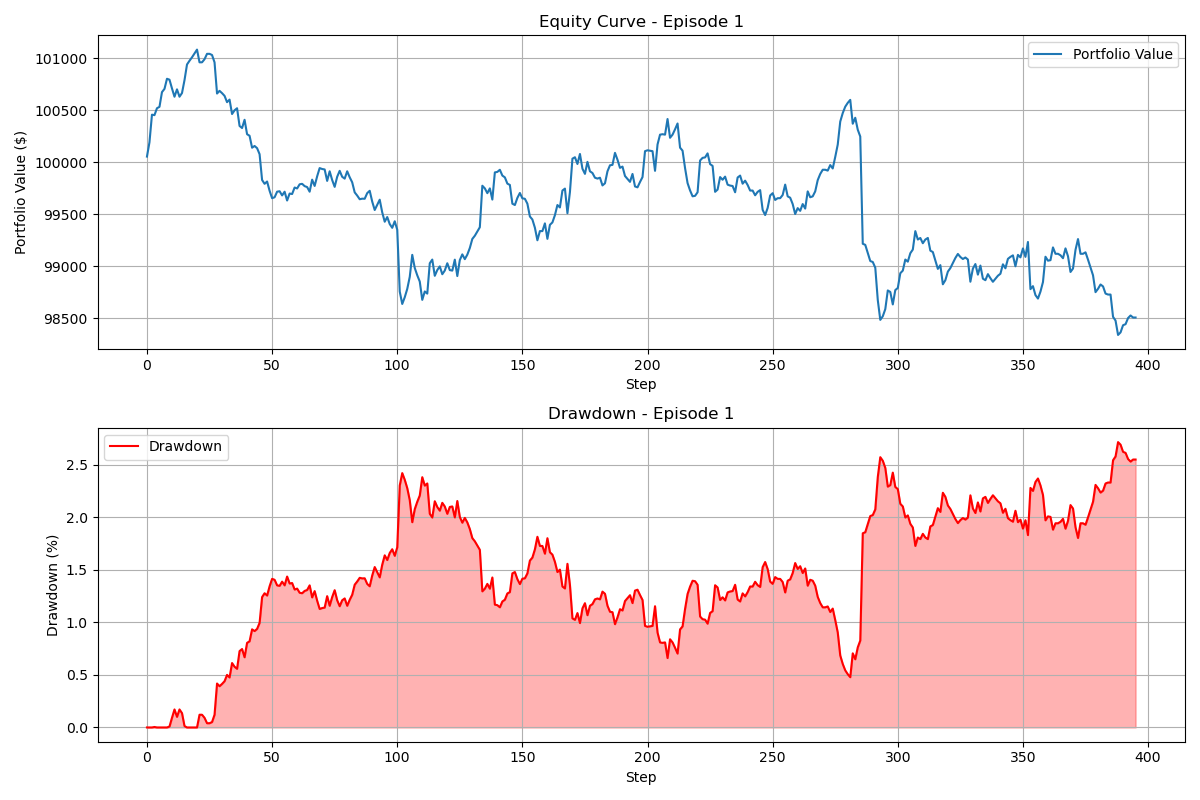 Equity Curve - Episode 1
Portfolio Value ($)
101000
100500
100000
99500
99000
98500
Portfolio Value
0 50 100 150 200 250 300 350 400
Step
Drawdown - Episode 1
Drawdown (%)
2.5
2.0
1.5
1.0
0.5
0.0
Drawdown
0 50 100 150 200 250 300 350 400
Step